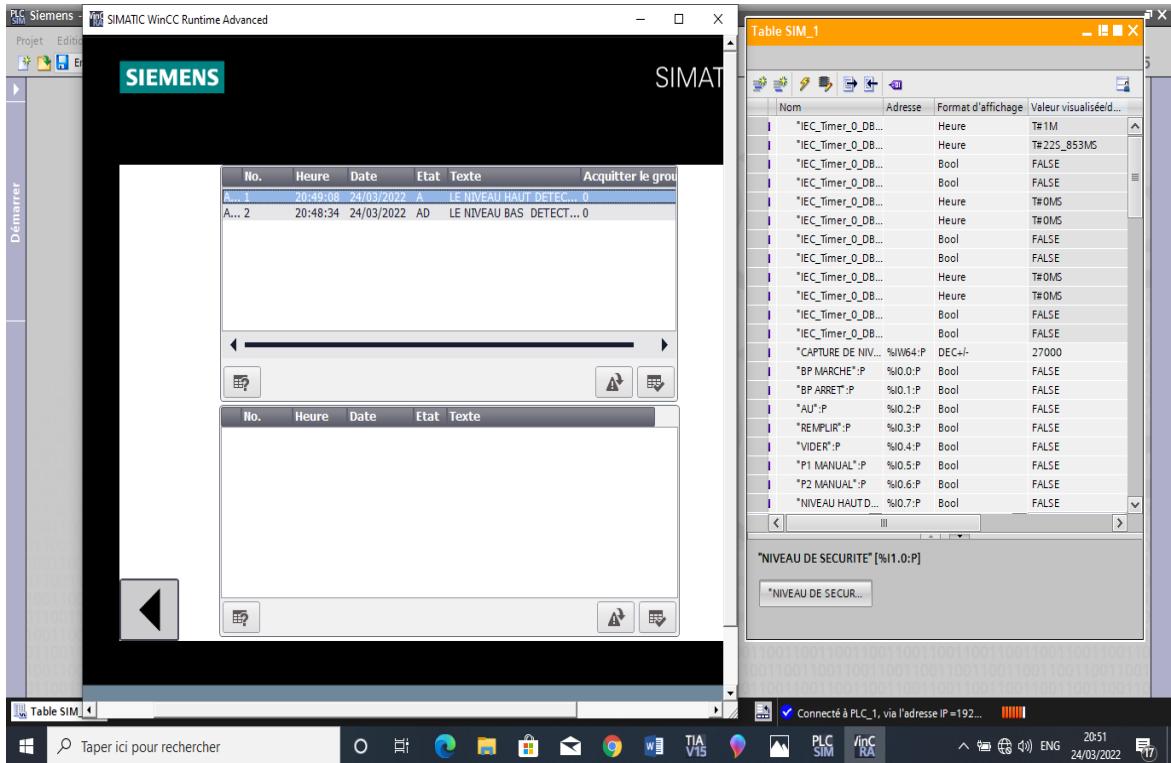 Siemens -
Projet Editio
Er
Démarrer
SIMATIC WinCC Runtime Advanced
SIEMENS
SIMAT
No. Heure Date Etat Texte Acquitter le grou
A... 1 20:49:08 24/03/2022 A LE NIVEAU HAUT DETEC... 0
A... 2 20:48:34 24/03/2022 AD LE NIVEAU BAS DETECT... 0
No. Heure Date Etat Texte
Table SIM_1
Nom Adresse Format d'affichage Valeur visualisée/d...
"IEC_Timer_0_DB... Heure T#1M
"IEC_Timer_0_DB... Heure T#22S_853MS
"IEC_Timer_0_DB... Bool FALSE
"IEC_Timer_0_DB... Bool FALSE
"IEC_Timer_0_DB... Heure T#0MS
"IEC_Timer_0_DB... Heure T#0MS
"IEC_Timer_0_DB... Bool FALSE
"IEC_Timer_0_DB... Bool FALSE
"IEC_Timer_0_DB... Heure T#0MS
"IEC_Timer_0_DB... Heure T#0MS
"IEC_Timer_0_DB... Bool FALSE
"IEC_Timer_0_DB... Bool FALSE
"CAPTURE DE NIV... %IW64:P DEC+/- 27000
"BP MARCHE":P %I0.0:P Bool FALSE
"BP ARRET":P %I0.1:P Bool FALSE
"AU":P %I0.2:P Bool FALSE
"REMPLIR":P %I0.3:P Bool FALSE
"VIDER":P %I0.4:P Bool FALSE
"P1 MANUAL":P %I0.5:P Bool FALSE
"P2 MANUAL":P %I0.6:P Bool FALSE
"NIVEAU HAUT D... %I0.7:P Bool FALSE
"NIVEAU DE SECURITE" [%I1.0:P]
"NIVEAU DE SECUR...
Table SIM_
Connecté à PLC_1, via l'adresse IP =192...
Taper ici pour rechercher
TIA V15
PLC SIM
ENG
20:51
24/03/2022
17